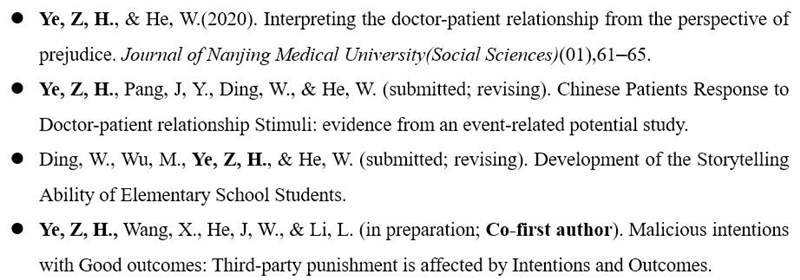 ● Ye, Z, H., & He, W.(2020). Interpreting the doctor-patient relationship from the perspective of
prejudice. Journal of Nanjing Medical University(Social Sciences)(01),61–65.
● Ye, Z, H., Pang, J, Y., Ding, W., & He, W. (submitted; revising). Chinese Patients Response to
Doctor-patient relationship Stimuli: evidence from an event-related potential study.
● Ding, W., Wu, M., Ye, Z, H., & He, W. (submitted; revising). Development of the Storytelling
Ability of Elementary School Students.
● Ye, Z, H., Wang, X., He, J, W., & Li, L. (in preparation; Co-first author). Malicious intentions
with Good outcomes: Third-party punishment is affected by Intentions and Outcomes.